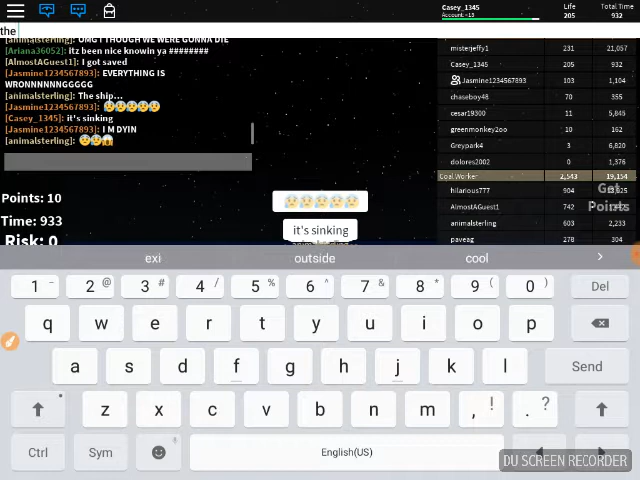 Casey_1345
Account: <13
Life
205
Total Time
932
the
[animalsterling]: OMG I THOUGH WE WERE GONNA DIE
[Ariana36052]: itz been nice knowin ya ########
[AlmostAGuest1]: I got saved
[Jasmine1234567893]: EVERYTHING IS
WRONNNNNGGGGG
[animalsterling]: The ship...
[Jasmine1234567893]: 😰😰😰😰😰
[Casey_1345]: it's sinking
[Jasmine1234567893]: I M DYIN
[animalsterling]:
misterjeffy1 231 21,057
Casey_1345 205 932
Jasmine1234567893 103 1,104
chaseboy48 70 355
cesar19300 11 5,845
greenmonkey2oo 10 162
Greypark4 3 6,820
dolores2002 0 1,376
Coal Worker 2,543 19,154
hilarious777 904
AlmostAGuest1 742
animalsterling 603 2,233
paveag 278 304
Get
Points
Points: 10
Time: 933
Risk: 0
😰😰😰😰😰
it's sinking
exi outside cool >
1 - 2 @ 3 # 4 / 5 % 6 ^ 7 & 8 * 9 ( 0 ) Del
q w e r t y u i o p
a s d f g h j k l Send
z x c v b n m , ! . ?
Ctrl Sym English(US)
DU SCREEN RECORDER